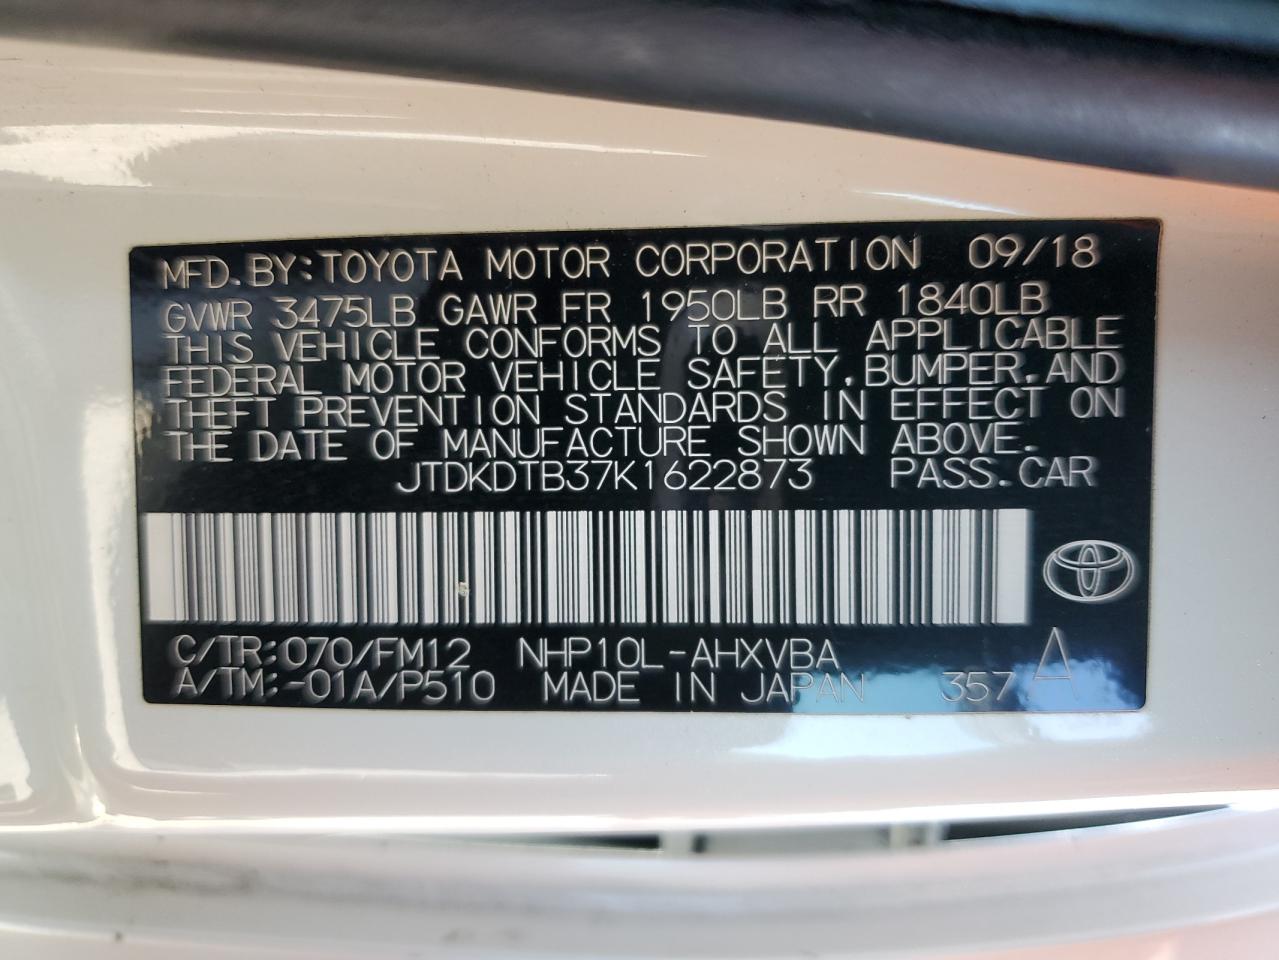 MFD.BY:TOYOTA MOTOR CORPORATION 09/18
GVWR 3475LB GAWR FR 1950LB RR 1840LB
THIS VEHICLE CONFORMS TO ALL APPLICABLE
FEDERAL MOTOR VEHICLE SAFETY,BUMPER,AND
THEFT PREVENTION STANDARDS IN EFFECT ON
THE DATE OF MANUFACTURE SHOWN ABOVE.
JTDKDTB37K1622873 PASS.CAR
C/TR:070/FM12 NHP10L-AHXVBA
A/TM:-01A/P510 MADE IN JAPAN 357 A